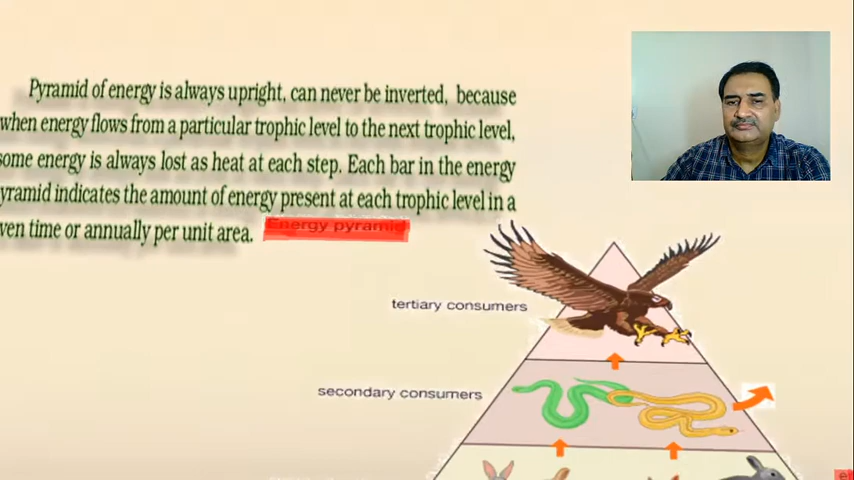 Pyramid of energy is always upright, can never be inverted, because
when energy flows from a particular trophic level to the next trophic level,
some energy is always lost as heat at each step. Each bar in the energy
yramid indicates the amount of energy present at each trophic level in a
ven time or annually per unit area.
Energy pyramid
tertiary consumers
secondary consumers